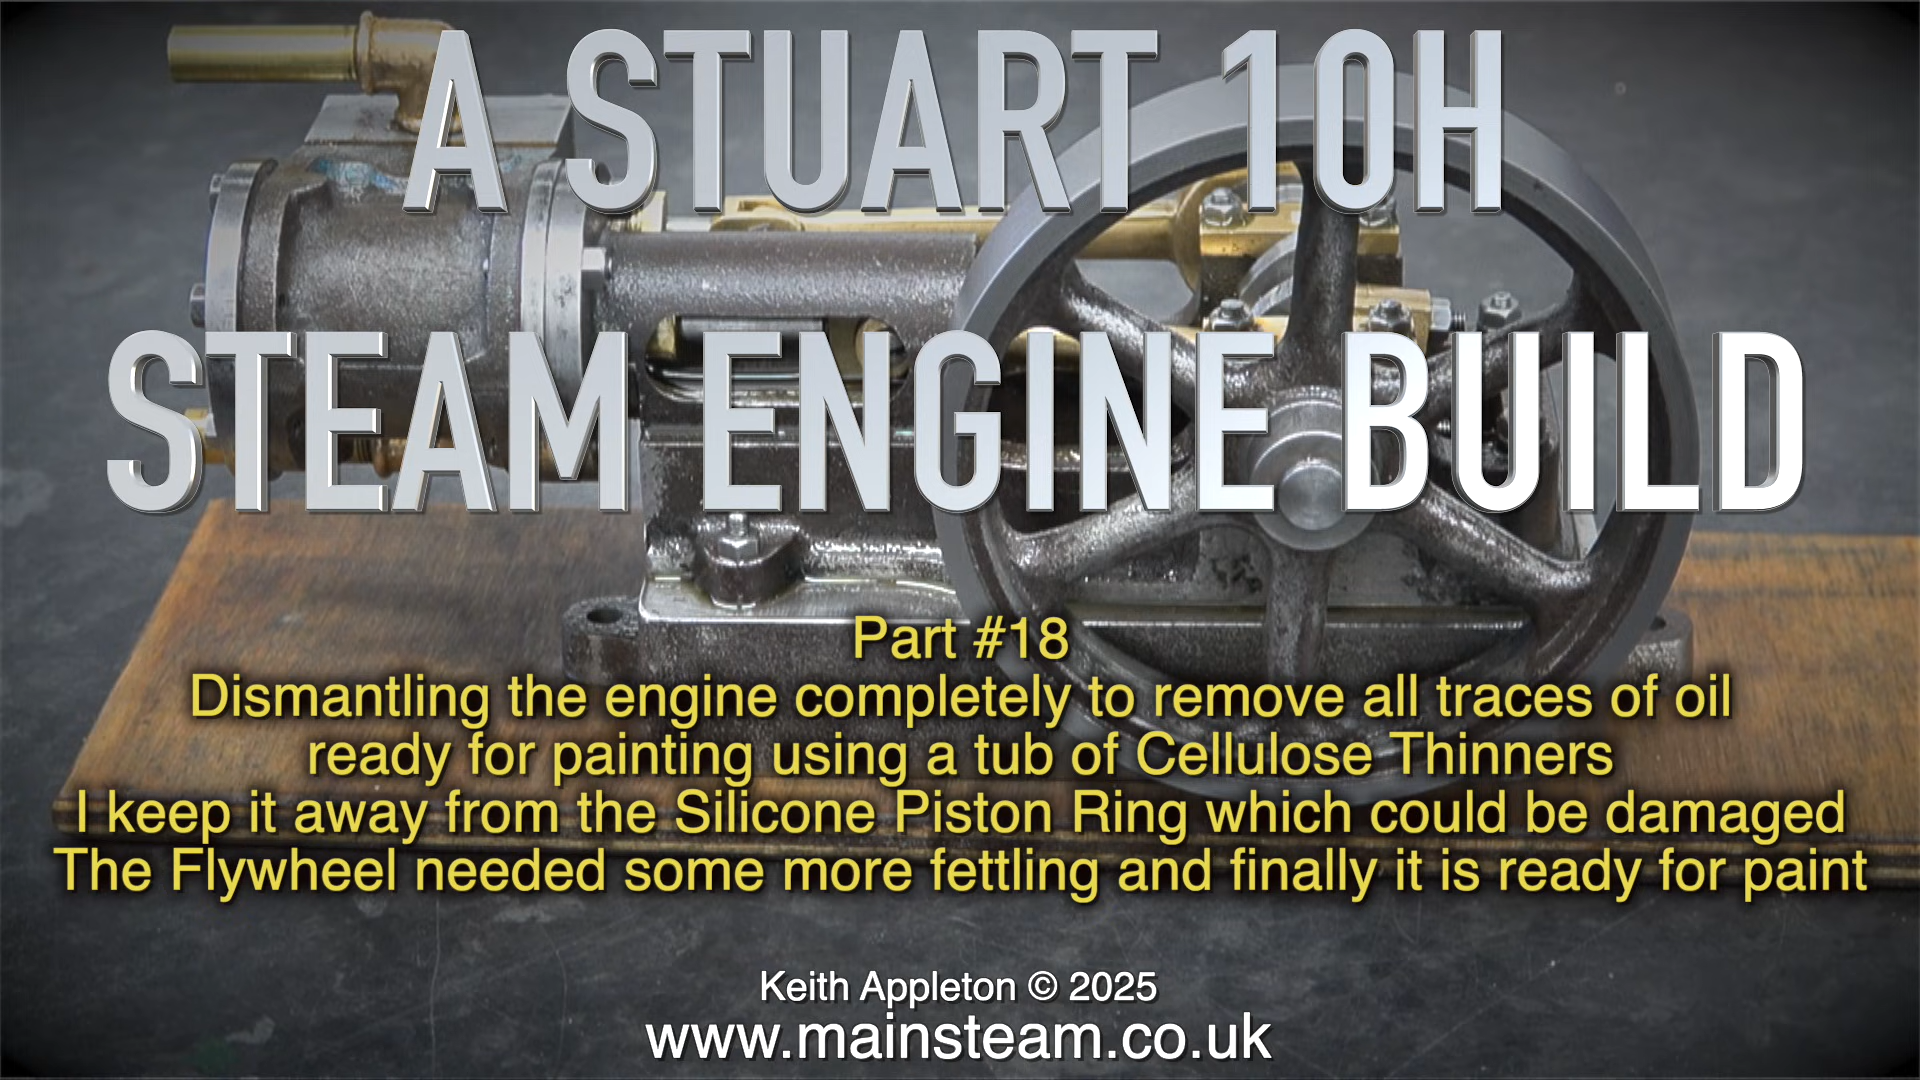 A STUART 10H
STEAM ENGINE BUILD
Part #18
Dismantling the engine completely to remove all traces of oil
ready for painting using a tub of Cellulose Thinners
I keep it away from the Silicone Piston Ring which could be damaged
The Flywheel needed some more fettling and finally it is ready for paint
Keith Appleton © 2025
www.mainsteam.co.uk